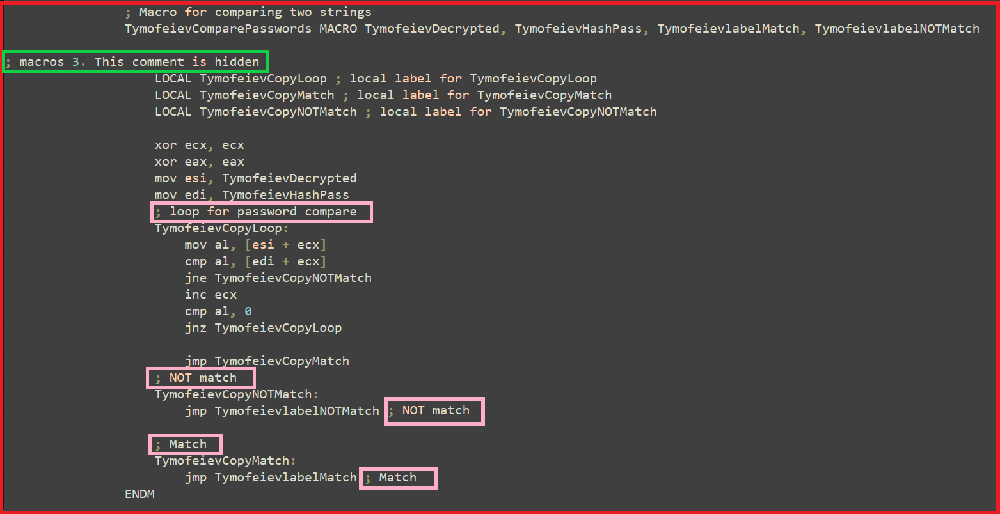 ; Macro for comparing two strings
TymofeievComparePasswords MACRO TymofeievDecrypted, TymofeievHashPass, TymofeievlabelMatch, TymofeievlabelNOTMatch
; macros 3. This comment is hidden
LOCAL TymofeievCopyLoop ; local label for TymofeievCopyLoop
LOCAL TymofeievCopyMatch ; local label for TymofeievCopyMatch
LOCAL TymofeievCopyNOTMatch ; local label for TymofeievCopyNOTMatch
xor ecx, ecx
xor eax, eax
mov esi, TymofeievDecrypted
mov edi, TymofeievHashPass
; loop for password compare
TymofeievCopyLoop:
mov al, [esi + ecx]
cmp al, [edi + ecx]
jne TymofeievCopyNOTMatch
inc ecx
cmp al, 0
jnz TymofeievCopyLoop
jmp TymofeievCopyMatch
; NOT match
TymofeievCopyNOTMatch:
jmp TymofeievlabelNOTMatch ; NOT match
; Match
TymofeievCopyMatch:
jmp TymofeievlabelMatch ; Match
ENDM